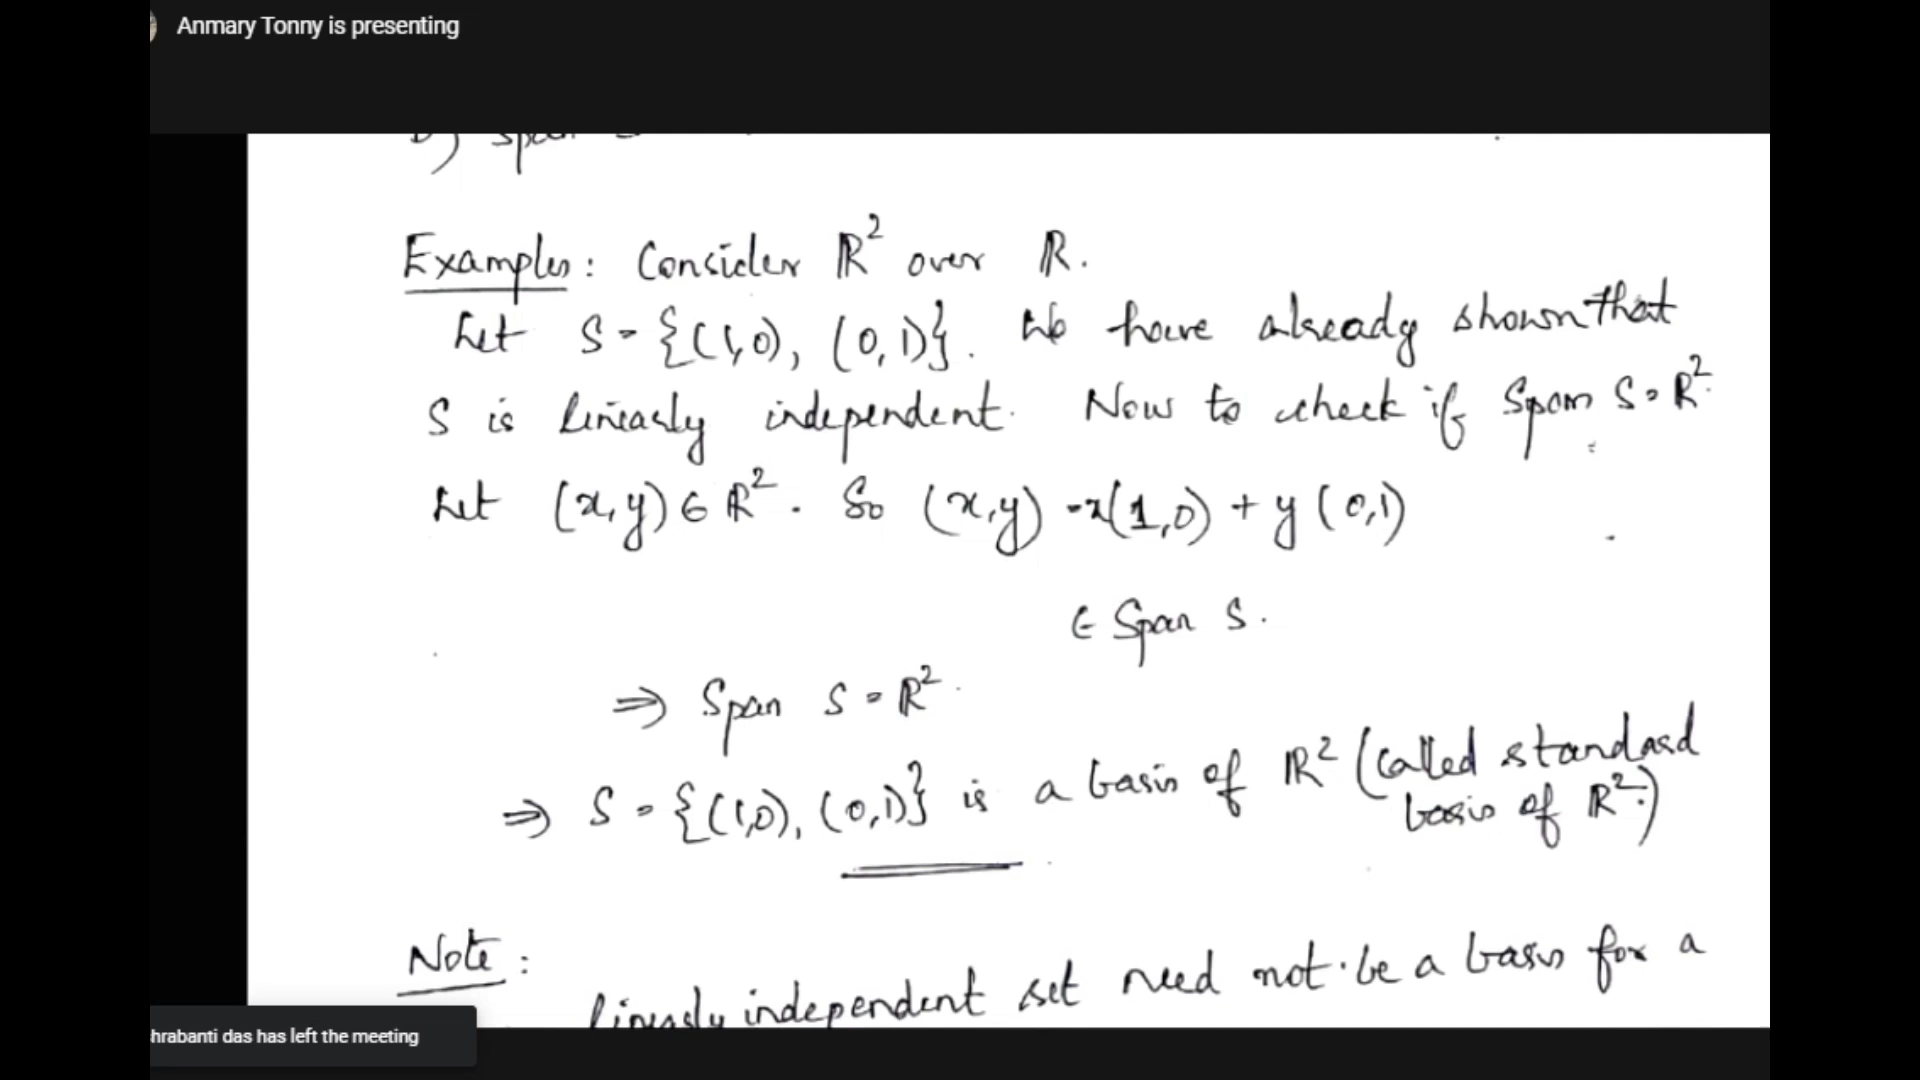 Anmary Tonny is presenting
Examples: Consider ℝ² over ℝ.
Let S = {(1,0), (0,1)}. We have already shown that
S is linearly independent. Now to check if Span S = ℝ².
Let (x,y) ∈ ℝ². So (x,y) = x(1,0) + y(0,1)
∈ Span S.
⇒ Span S = ℝ².
⇒ S = {(1,0), (0,1)} is a basis of ℝ² (called standard
basis of ℝ².)
Note:
linearly independent set need not be a basis for a
hrabanti das has left the meeting